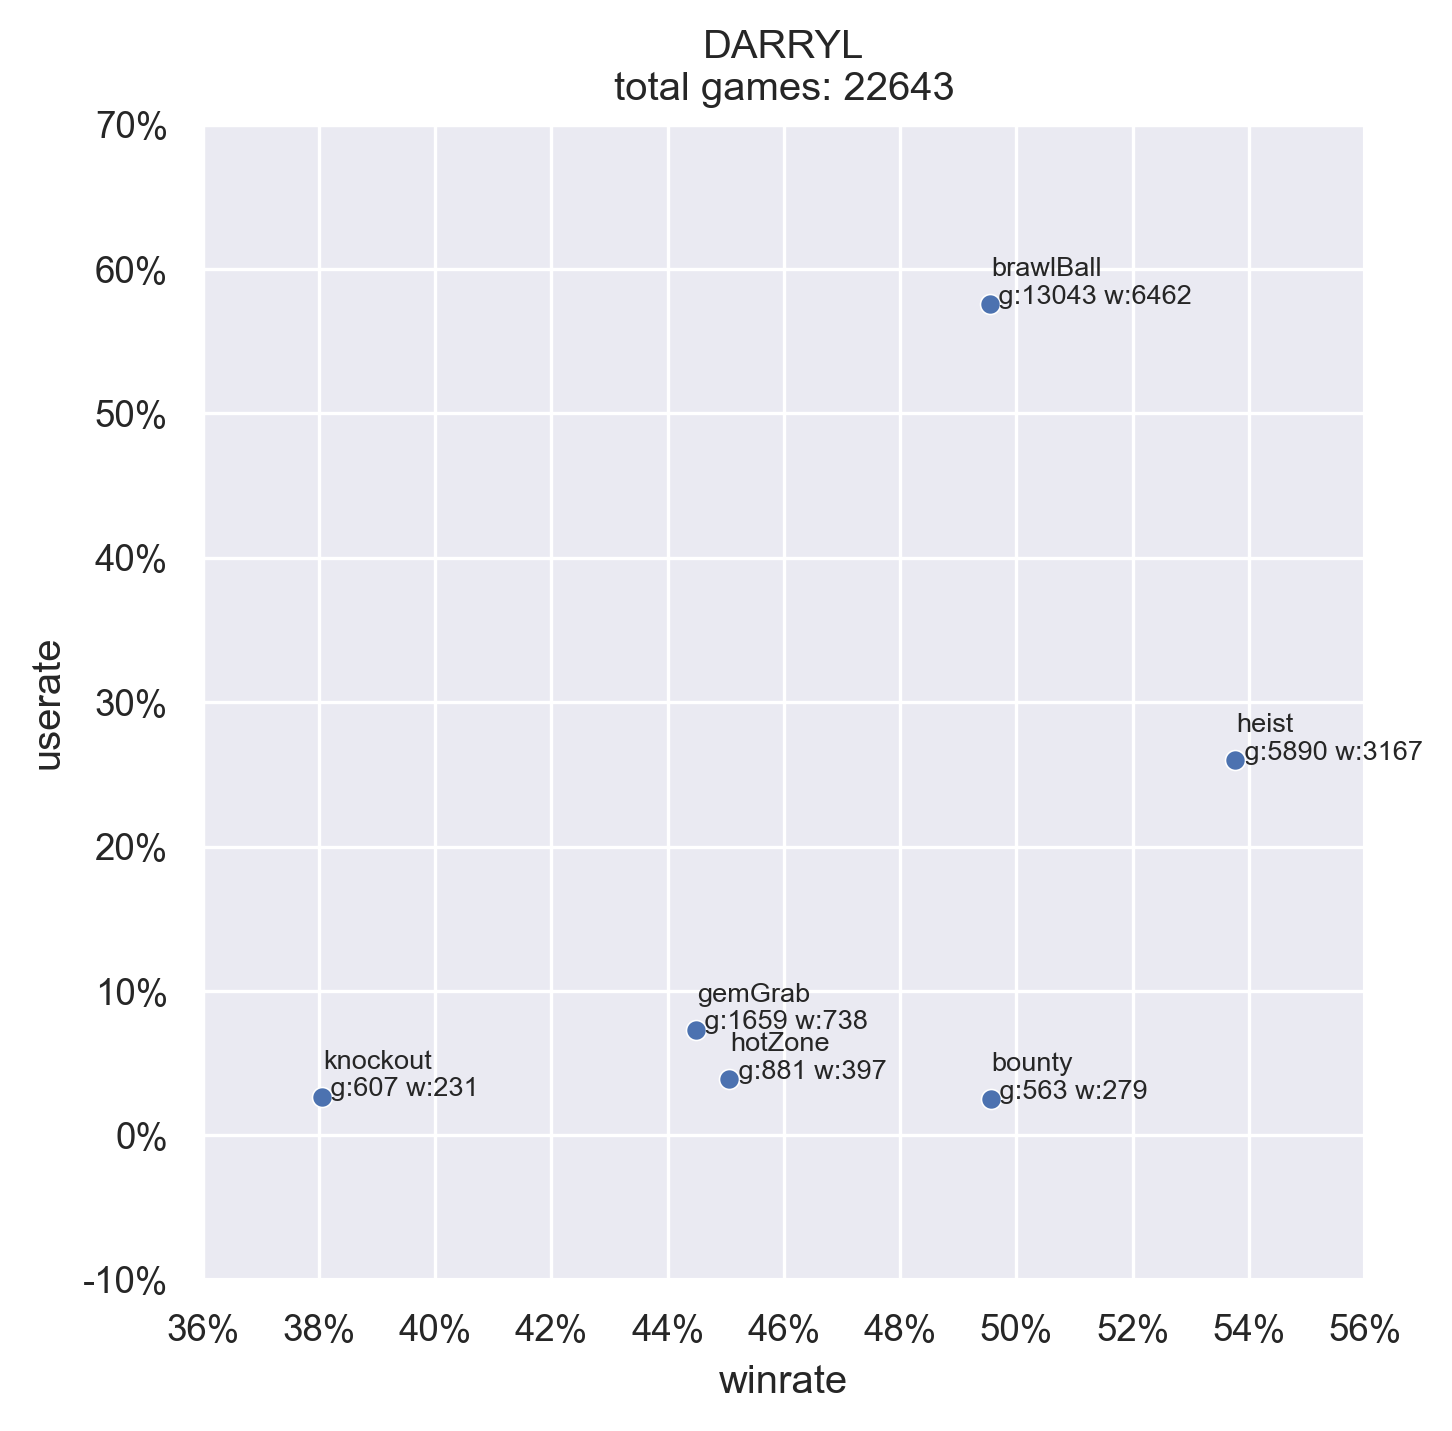 DARRYL
total games: 22643
70%
60%
50%
40%
30%
20%
10%
0%
-10%
userate
brawlBall
g:13043 w:6462
heist
g:5890 w:3167
gemGrab
g:1659 w:738
hotZone
g:881 w:397
knockout
g:607 w:231
bounty
g:563 w:279
36% 38% 40% 42% 44% 46% 48% 50% 52% 54% 56%
winrate